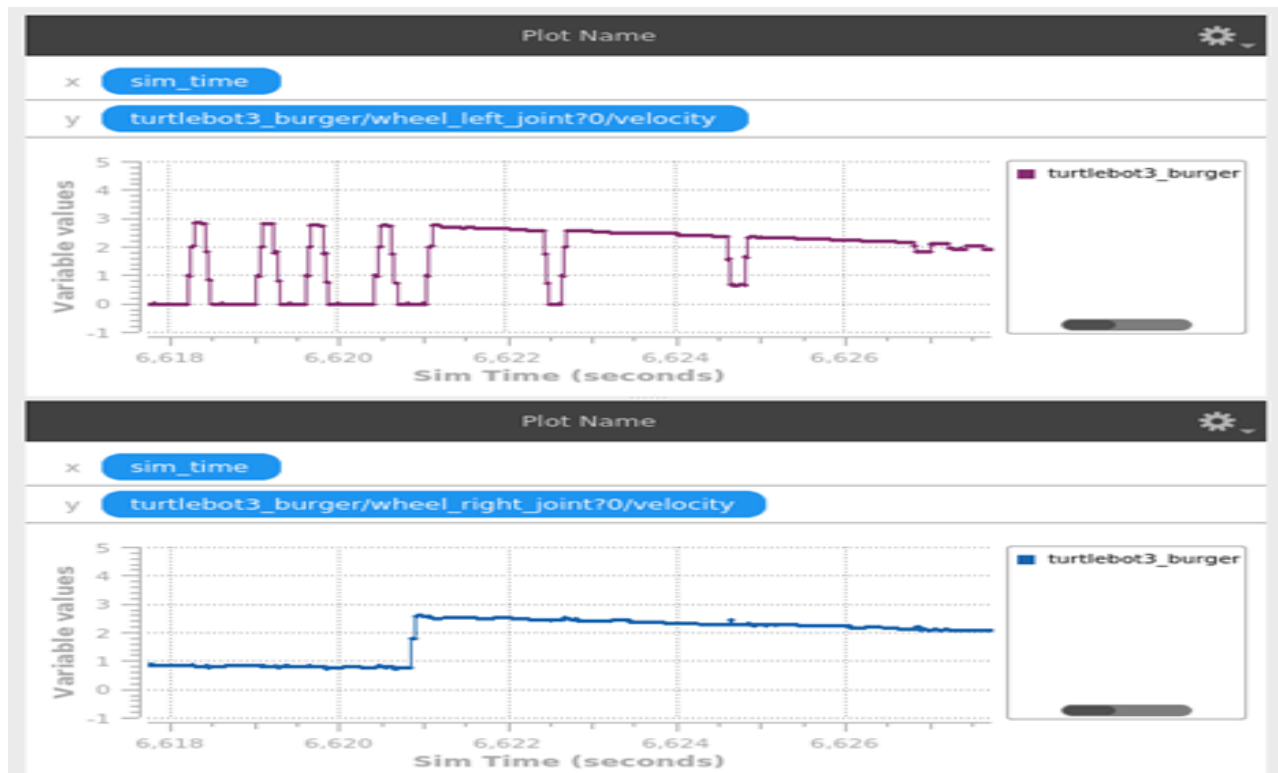 Plot Name
x sim_time
y turtlebot3_burger/wheel_left_joint?0/velocity
5
4
3
2
1
0
-1
Variable values
turtlebot3_burger
6,618 6,620 6,622 6,624 6,626
Sim Time (seconds)
Plot Name
x sim_time
y turtlebot3_burger/wheel_right_joint?0/velocity
5
4
3
2
1
0
-1
Variable values
turtlebot3_burger
6,618 6,620 6,622 6,624 6,626
Sim Time (seconds)